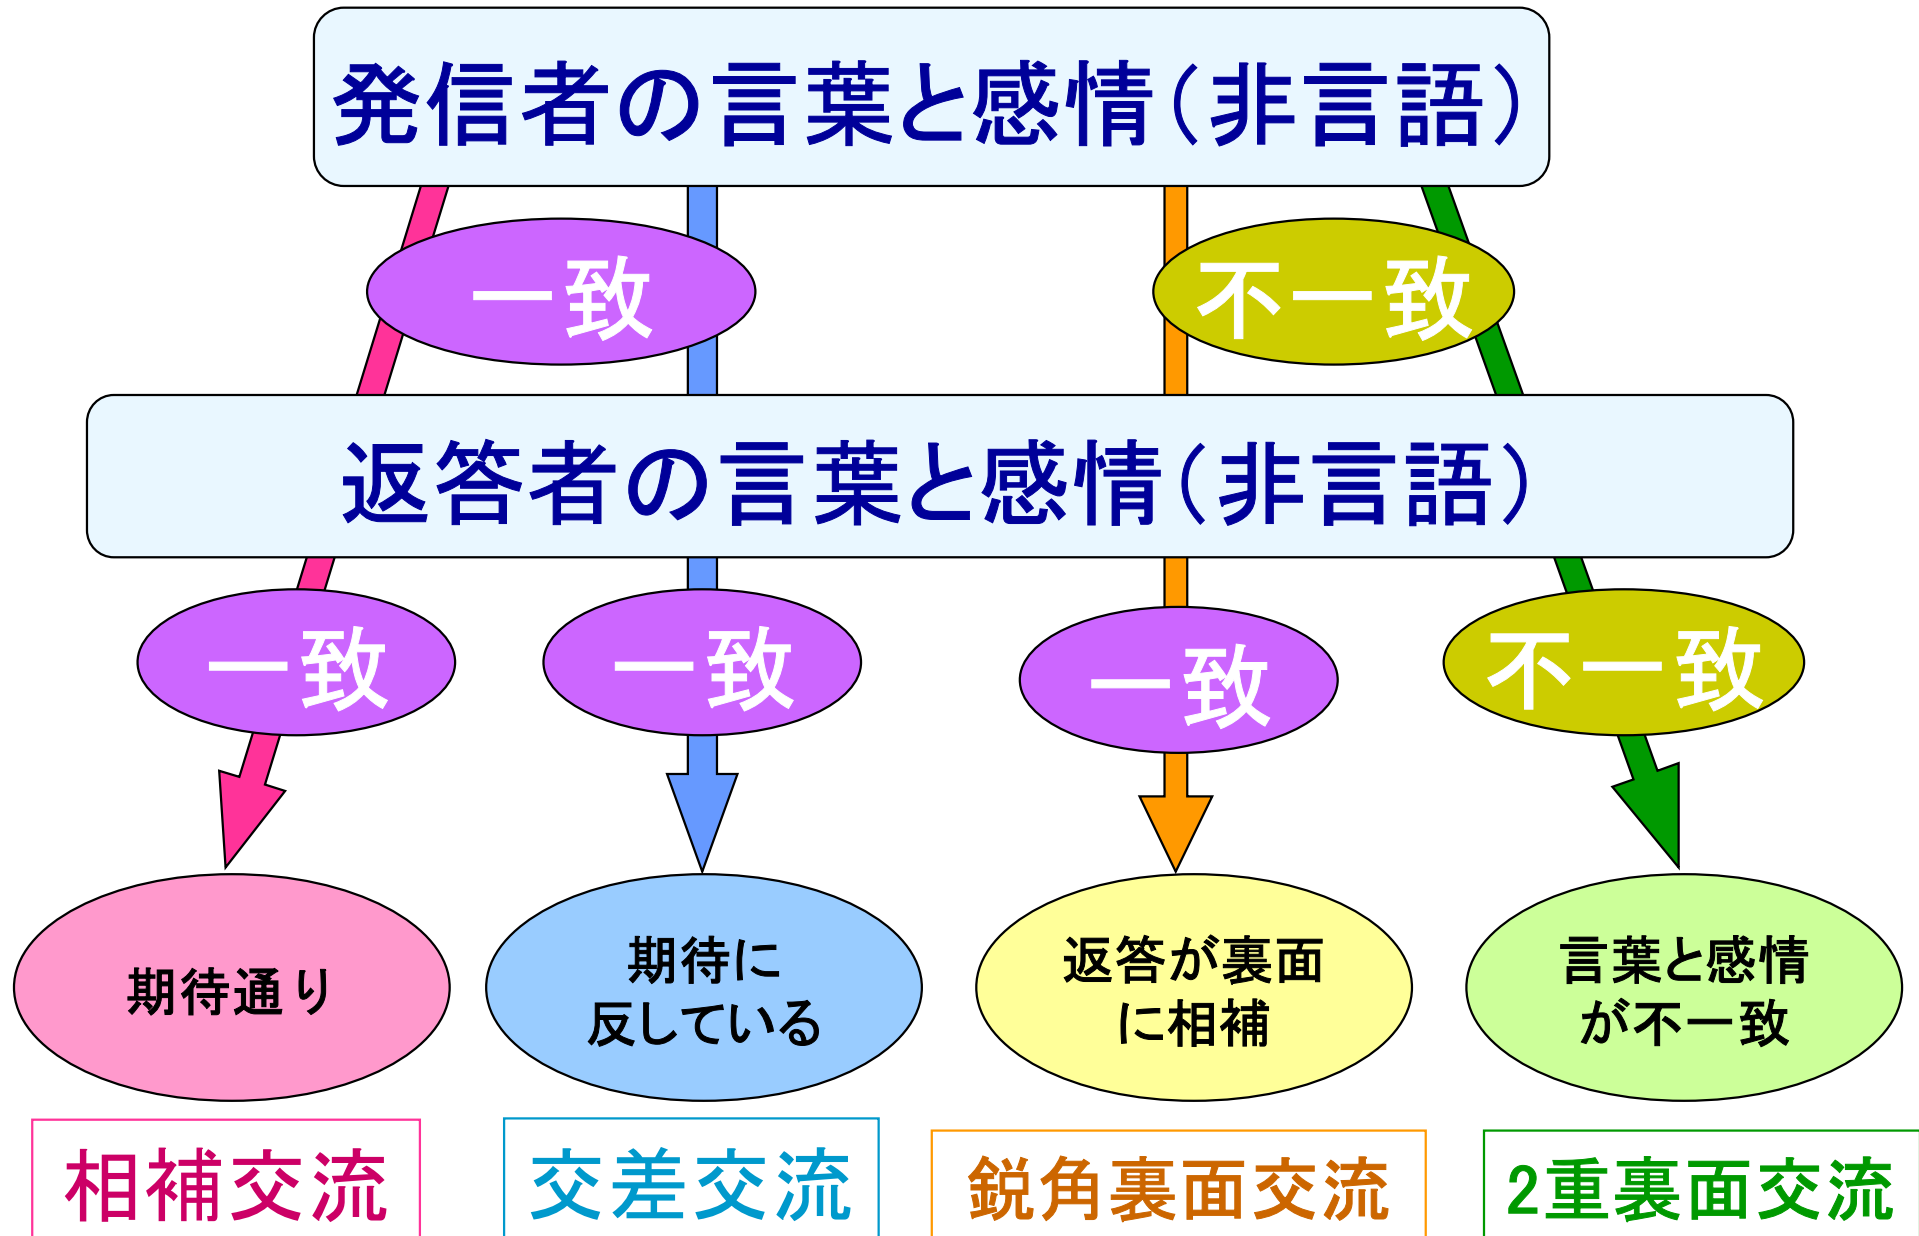 発信者の言葉と感情（非言語）
一致
不一致
返答者の言葉と感情（非言語）
一致
一致
一致
不一致
期待通り
期待に
反している
返答が裏面
に相補
言葉と感情
が不一致
相補交流
交差交流
鋭角裏面交流
2重裏面交流